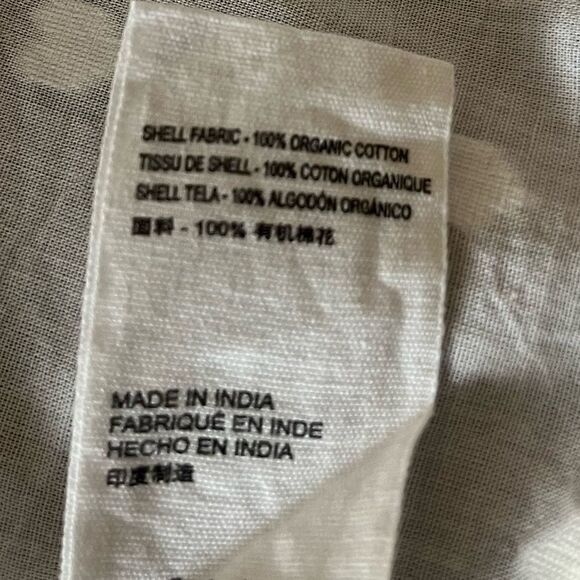 SHELL FABRIC - 100% ORGANIC COTTON
TISSU DE SHELL - 100% COTON ORGANIQUE
SHELL TELA - 100% ALGODÓN ORGÁNICO
面料 - 100% 有机棉花
MADE IN INDIA
FABRIQUÉ EN INDE
HECHO EN INDIA
印度制造